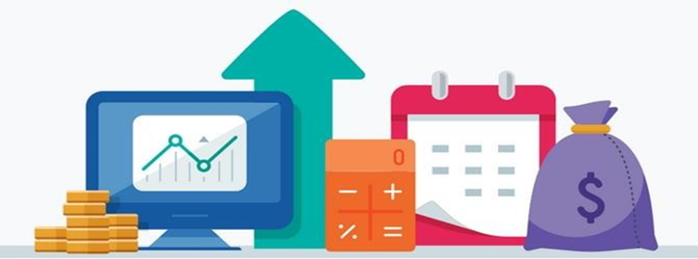 0
− +
% =
$